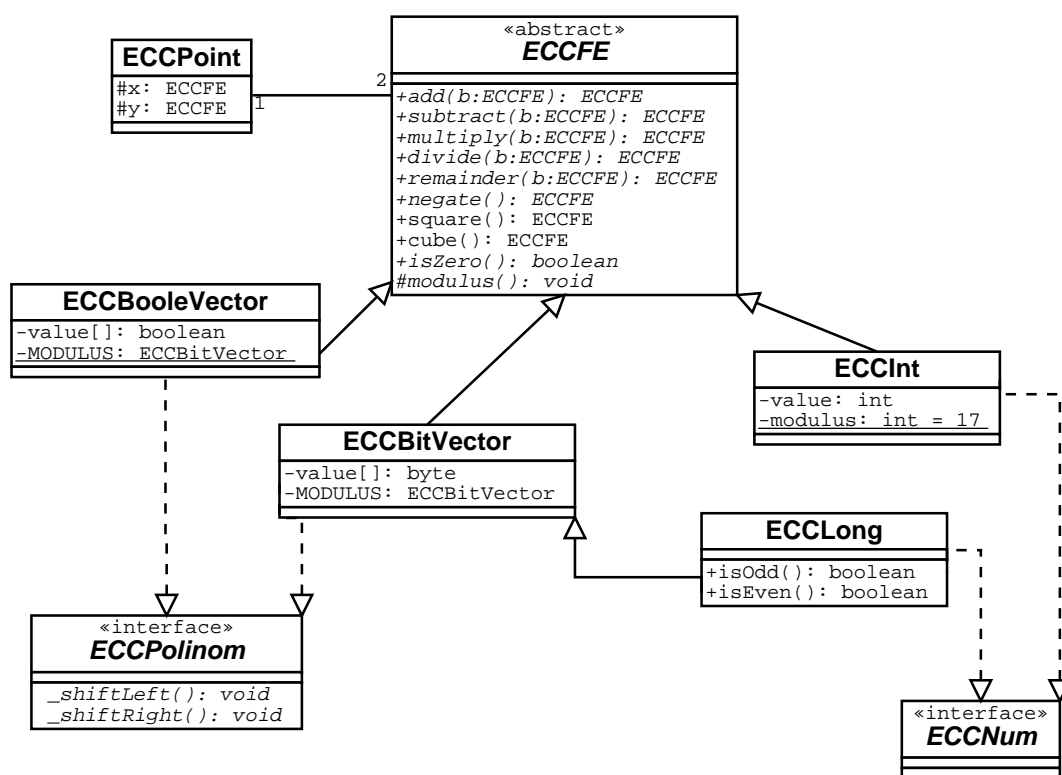 «abstract»
ECCFE
+add(b:ECCFE): ECCFE
+subtract(b:ECCFE): ECCFE
+multiply(b:ECCFE): ECCFE
+divide(b:ECCFE): ECCFE
+remainder(b:ECCFE): ECCFE
+negate(): ECCFE
+square(): ECCFE
+cube(): ECCFE
+isZero(): boolean
#modulus(): void
ECCPoint
#x: ECCFE
#y: ECCFE
1
2
ECCBooleVector
-value[]: boolean
-MODULUS: ECCBitVector
ECCInt
-value: int
-modulus: int = 17
ECCBitVector
-value[]: byte
-MODULUS: ECCBitVector
ECCLong
+isOdd(): boolean
+isEven(): boolean
«interface»
ECCPolinom
_shiftLeft(): void
_shiftRight(): void
«interface»
ECCNum